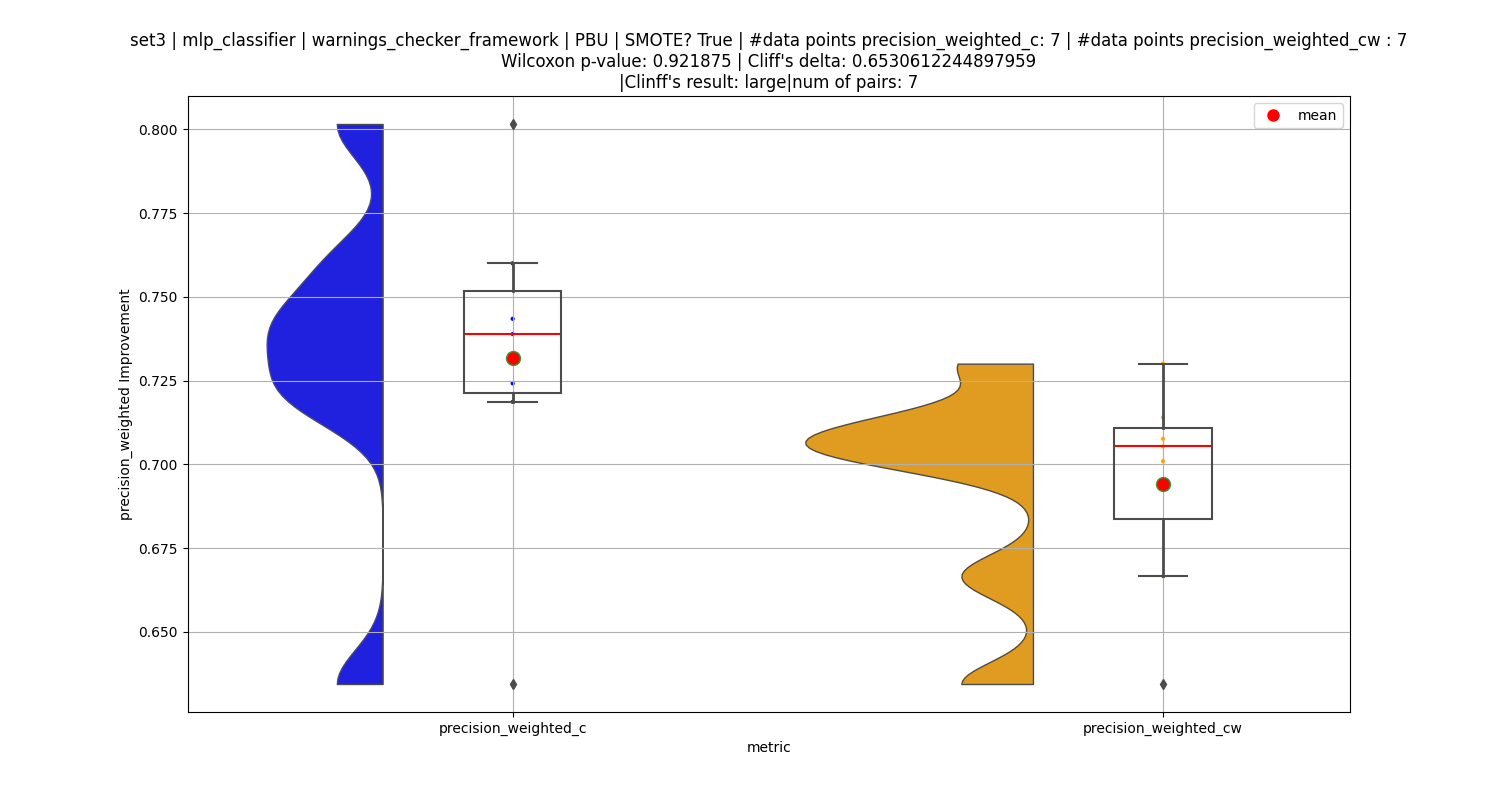 set3 | mlp_classifier | warnings_checker_framework | PBU | SMOTE? True | #data points precision_weighted_c: 7 | #data points precision_weighted_cw : 7
Wilcoxon p-value: 0.921875 | Cliff's delta: 0.6530612244897959
|Clinff's result: large|num of pairs: 7
mean
0.800
0.775
0.750
0.725
0.700
0.675
0.650
precision_weighted Improvement
precision_weighted_c
precision_weighted_cw
metric